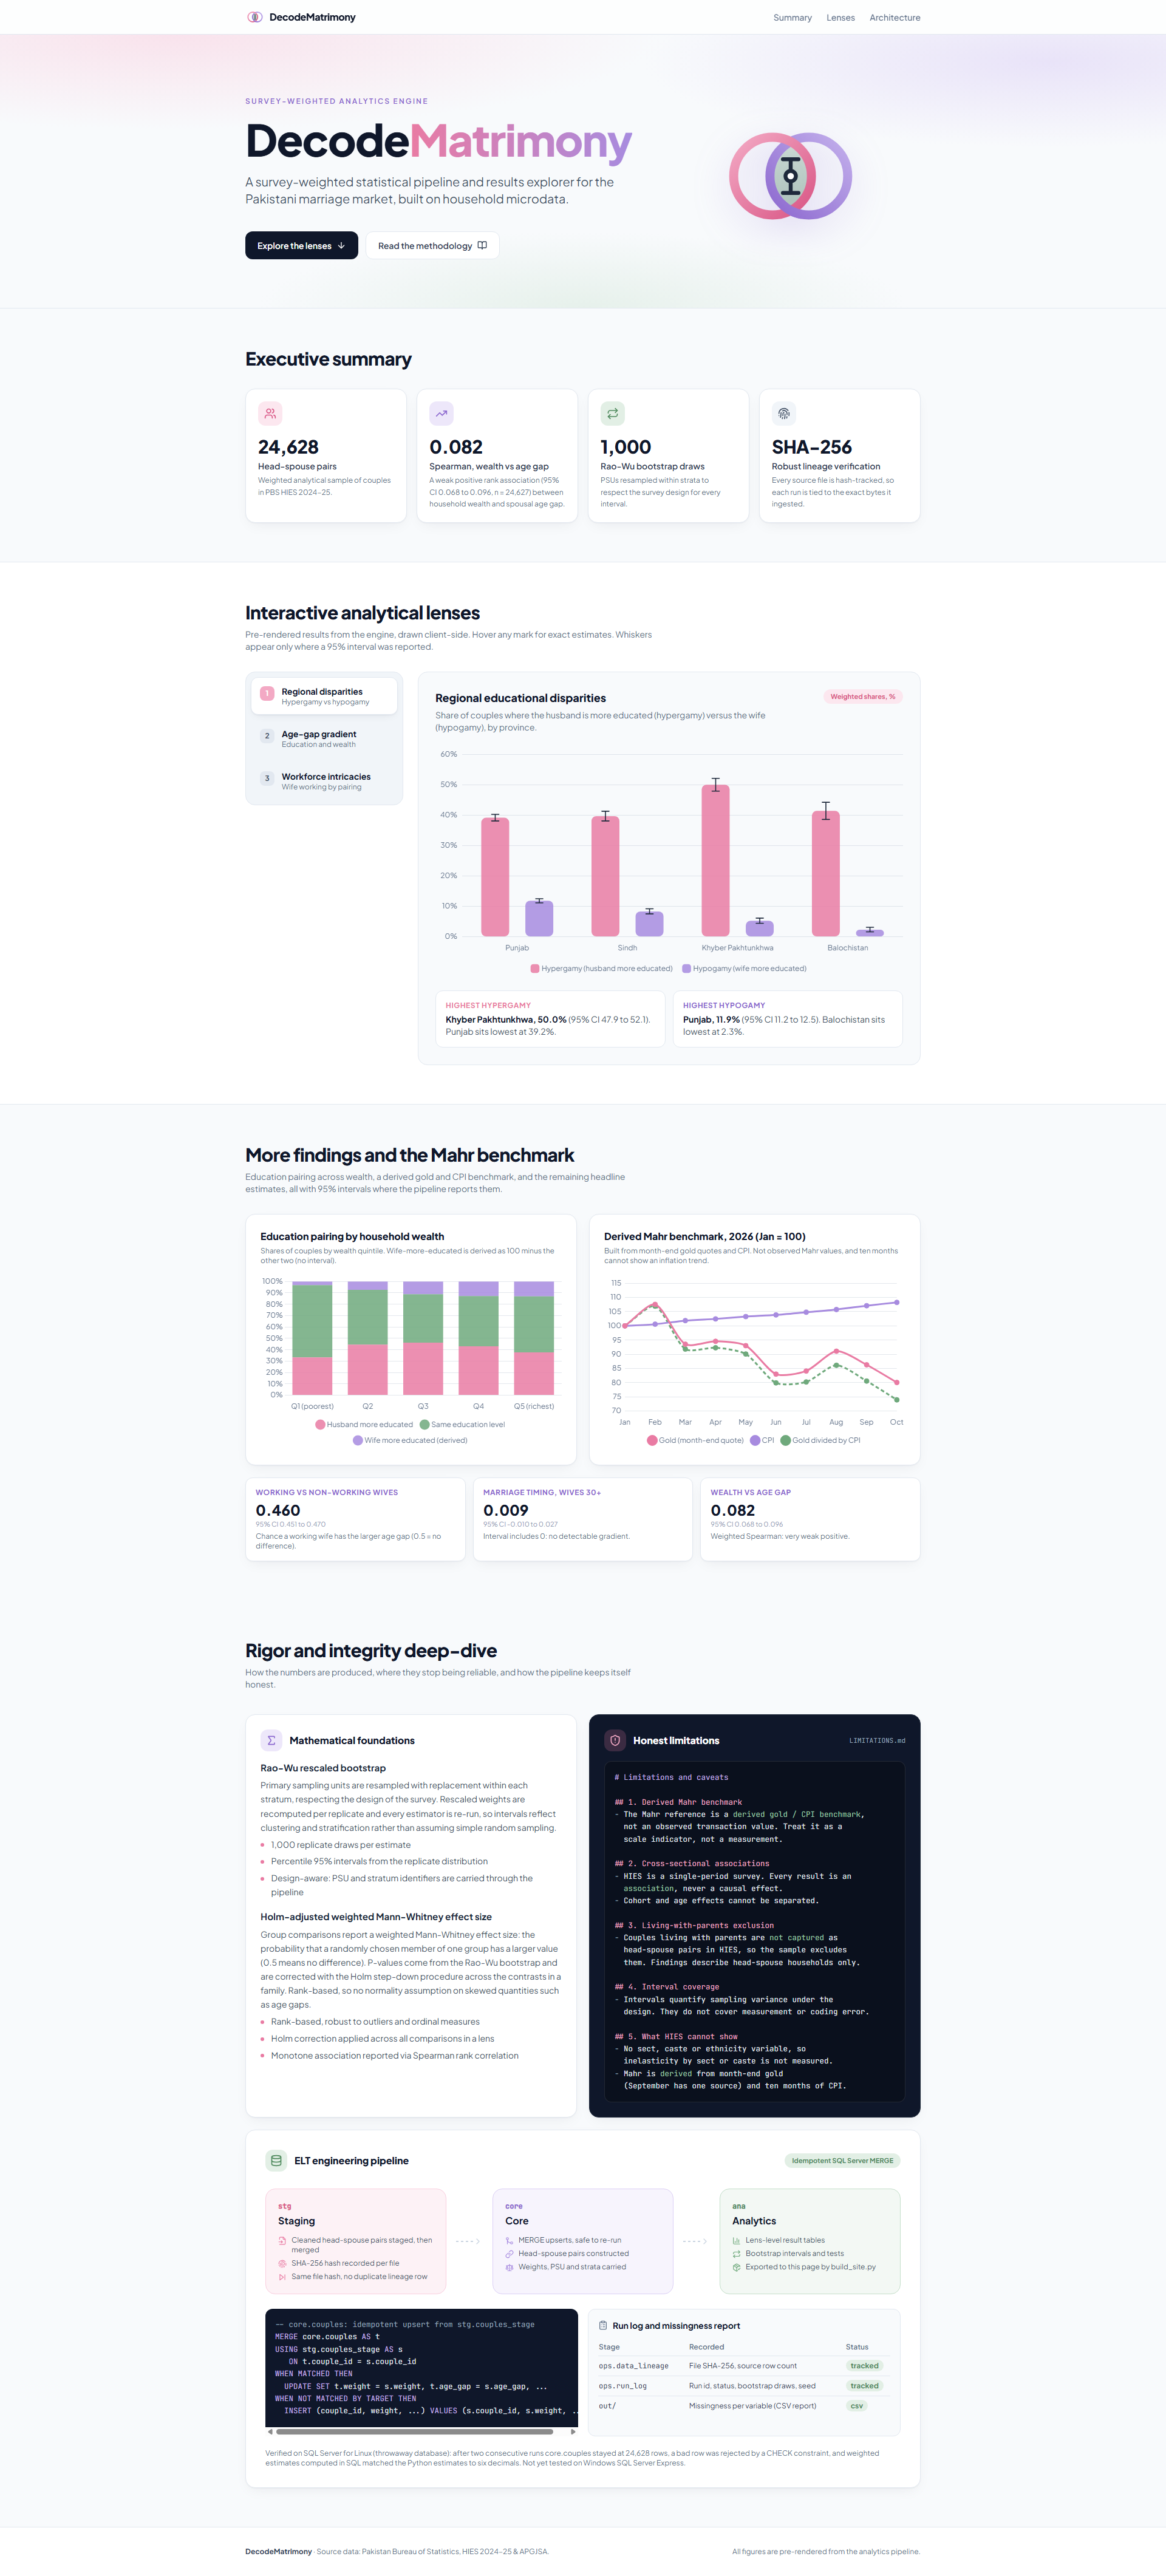 DecodeMatrimony
Summary
Lenses
Architecture
SURVEY-WEIGHTED ANALYTICS ENGINE
DecodeMatrimony
A survey-weighted statistical pipeline and results explorer for the
Pakistani marriage market, built on household microdata.
Explore the lenses
Read the methodology
Executive summary
24,628
Head-spouse pairs
Weighted analytical sample of couples
in PBS HIES 2024-25.
0.082
Spearman, wealth vs age gap
A weak positive rank association (95%
CI 0.068 to 0.096, n = 24,627) between
household wealth and spousal age gap.
1,000
Rao-Wu bootstrap draws
PSUs resampled within strata to
respect the survey design for every
interval.
SHA-256
Robust lineage verification
Every source file is hash-tracked, so
each run is tied to the exact bytes it
ingested.
Interactive analytical lenses
Pre-rendered results from the engine, drawn client-side. Hover any mark for exact estimates. Whiskers
appear only where a 95% interval was reported.
1
Regional disparities
Hypergamy vs hypogamy
2
Age-gap gradient
Education and wealth
3
Workforce intricacies
Wife working by pairing
Regional educational disparities
Weighted shares, %
Share of couples where the husband is more educated (hypergamy) versus the wife
(hypogamy), by province.
60%
50%
40%
30%
20%
10%
0%
Punjab
Sindh
Khyber Pakhtunkhwa
Balochistan
Hypergamy (husband more educated)
Hypogamy (wife more educated)
HIGHEST HYPERGAMY
Khyber Pakhtunkhwa, 50.0% (95% CI 47.9 to 52.1).
Punjab sits lowest at 39.2%.
HIGHEST HYPOGAMY
Punjab, 11.9% (95% CI 11.2 to 12.5). Balochistan sits
lowest at 2.3%.
More findings and the Mahr benchmark
Education pairing across wealth, a derived gold and CPI benchmark, and the remaining headline
estimates, all with 95% intervals where the pipeline reports them.
Education pairing by household wealth
Shares of couples by wealth quintile. Wife-more-educated is derived as 100 minus the
other two (no interval).
100%
90%
80%
70%
60%
50%
40%
30%
20%
10%
0%
Q1 (poorest)
Q2
Q3
Q4
Q5 (richest)
Husband more educated
Same education level
Wife more educated (derived)
Derived Mahr benchmark, 2026 (Jan = 100)
Built from month-end gold quotes and CPI. Not observed Mahr values, and ten months
cannot show an inflation trend.
115
110
105
100
95
90
85
80
75
70
Jan
Feb
Mar
Apr
May
Jun
Jul
Aug
Sep
Oct
Gold (month-end quote)
CPI
Gold divided by CPI
WORKING VS NON-WORKING WIVES
0.460
95% CI 0.451 to 0.470
Chance a working wife has the larger age gap (0.5 = no
difference).
MARRIAGE TIMING, WIVES 30+
0.009
95% CI -0.010 to 0.027
Interval includes 0: no detectable gradient.
WEALTH VS AGE GAP
0.082
95% CI 0.068 to 0.096
Weighted Spearman: very weak positive.
Rigor and integrity deep-dive
How the numbers are produced, where they stop being reliable, and how the pipeline keeps itself
honest.
Mathematical foundations
Rao-Wu rescaled bootstrap
Primary sampling units are resampled with replacement within each
stratum, respecting the design of the survey. Rescaled weights are
recomputed per replicate and every estimator is re-run, so intervals reflect
clustering and stratification rather than assuming simple random sampling.
1,000 replicate draws per estimate
Percentile 95% intervals from the replicate distribution
Design-aware: PSU and stratum identifiers are carried through the
pipeline
Holm-adjusted weighted Mann-Whitney effect size
Group comparisons report a weighted Mann-Whitney effect size: the
probability that a randomly chosen member of one group has a larger value
(0.5 means no difference). P-values come from the Rao-Wu bootstrap and
are corrected with the Holm step-down procedure across the contrasts in a
family. Rank-based, so no normality assumption on skewed quantities such
as age gaps.
Rank-based, robust to outliers and ordinal measures
Holm correction applied across all comparisons in a lens
Monotone association reported via Spearman rank correlation
Honest limitations
LIMITATIONS.md
# Limitations and caveats
## 1. Derived Mahr benchmark
- The Mahr reference is a derived gold / CPI benchmark,
not an observed transaction value. Treat it as a
scale indicator, not a measurement.
## 2. Cross-sectional associations
- HIES is a single-period survey. Every result is an
association, never a causal effect.
- Cohort and age effects cannot be separated.
## 3. Living-with-parents exclusion
- Couples living with parents are not captured as
head-spouse pairs in HIES, so the sample excludes
them. Findings describe head-spouse households only.
## 4. Interval coverage
- Intervals quantify sampling variance under the
design. They do not cover measurement or coding error.
## 5. What HIES cannot show
- No sect, caste or ethnicity variable, so
inelasticity by sect or caste is not measured.
- Mahr is derived from month-end gold
(September has one source) and ten months of CPI.
ELT engineering pipeline
Idempotent SQL Server MERGE
stg
Staging
Cleaned head-spouse pairs staged, then
merged
SHA-256 hash recorded per file
Same file hash, no duplicate lineage row
core
Core
MERGE upserts, safe to re-run
Head-spouse pairs constructed
Weights, PSU and strata carried
ana
Analytics
Lens-level result tables
Bootstrap intervals and tests
Exported to this page by build_site.py
-- core.couples: idempotent upsert from stg.couples_stage
MERGE core.couples AS t
USING stg.couples_stage AS s
ON t.couple_id = s.couple_id
WHEN MATCHED THEN
UPDATE SET t.weight = s.weight, t.age_gap = s.age_gap, ...
WHEN NOT MATCHED BY TARGET THEN
INSERT (couple_id, weight, ...) VALUES (s.couple_id, s.weight, ..
Run log and missingness report
Stage
Recorded
Status
ops.data_lineage
File SHA-256, source row count
tracked
ops.run_log
Run id, status, bootstrap draws, seed
tracked
out/
Missingness per variable (CSV report)
csv
Verified on SQL Server for Linux (throwaway database): after two consecutive runs core.couples stayed at 24,628 rows, a bad row was rejected by a CHECK constraint, and weighted
estimates computed in SQL matched the Python estimates to six decimals. Not yet tested on Windows SQL Server Express.
DecodeMatrimony · Source data: Pakistan Bureau of Statistics, HIES 2024-25 & APGJSA.
All figures are pre-rendered from the analytics pipeline.